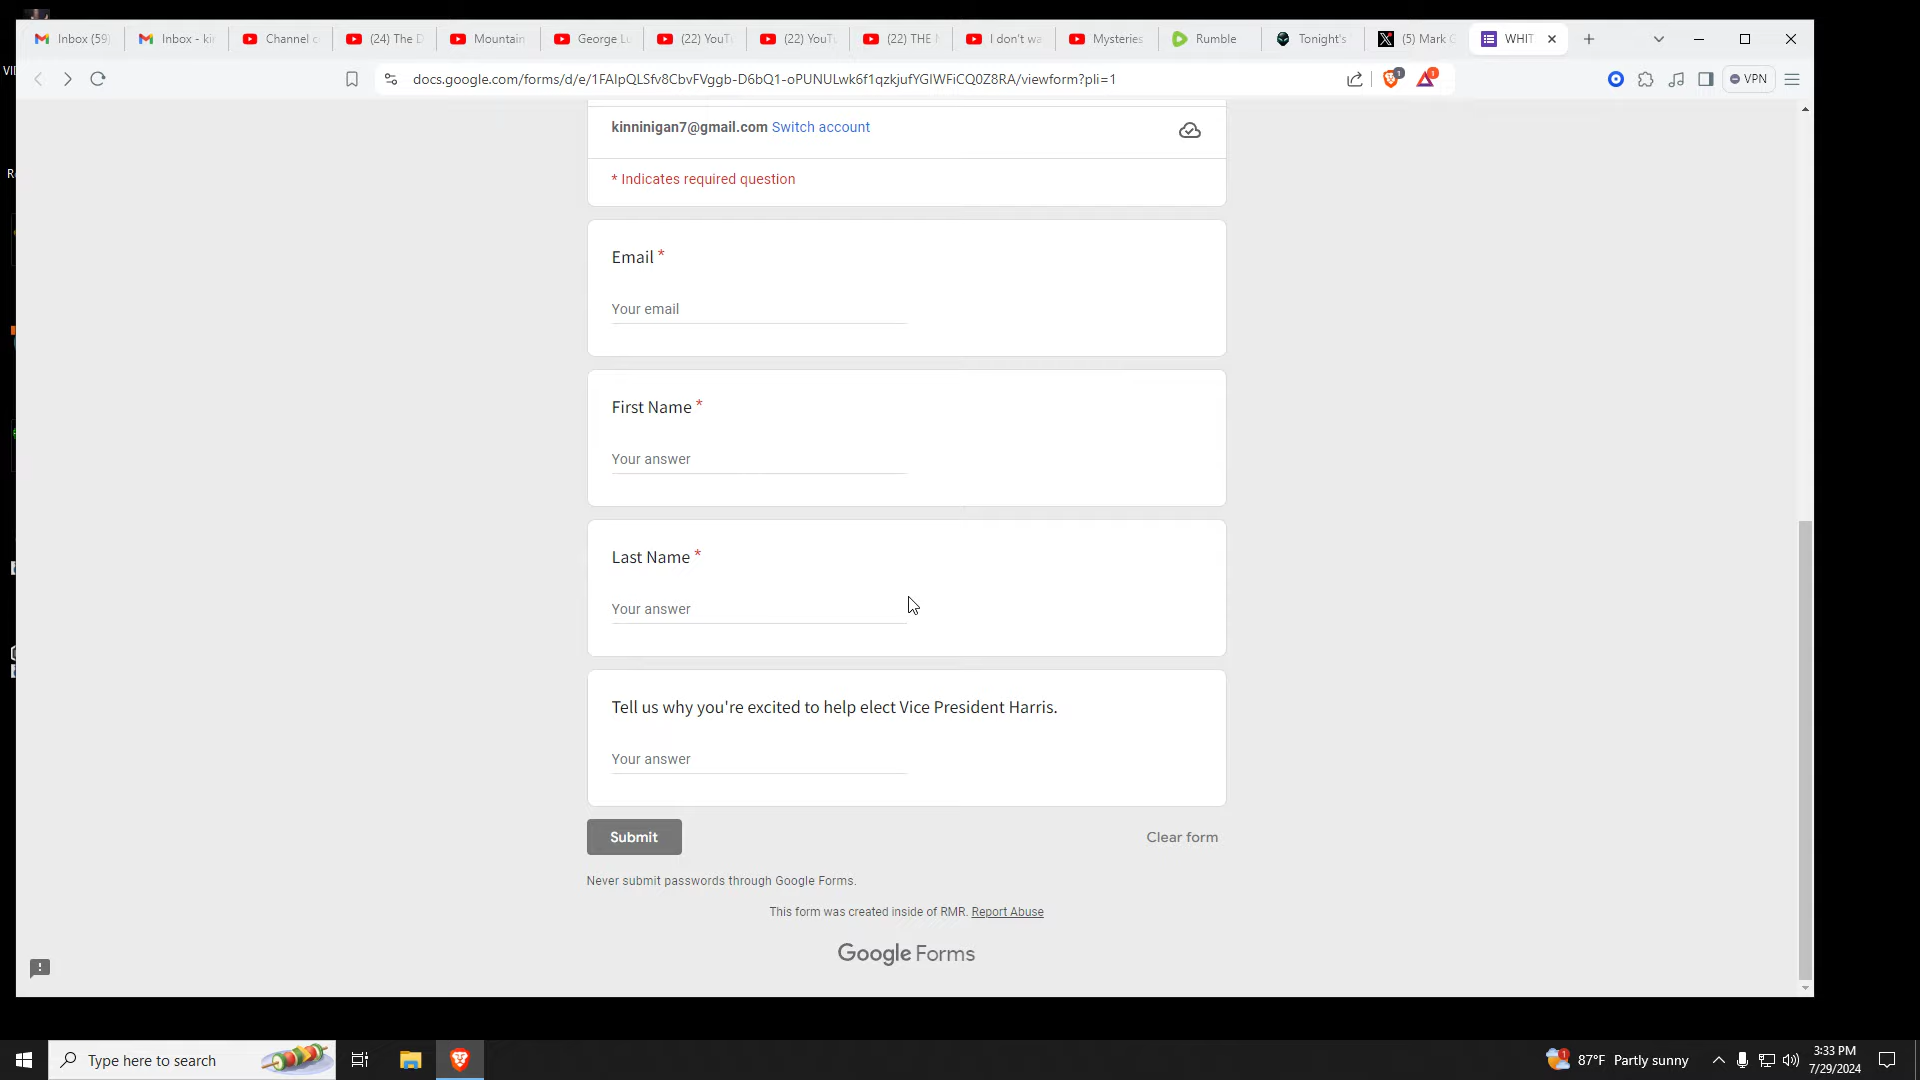 Inbox (59)
Inbox - kin
Channel c
(24) The D
Mountain
George Lu
(22) YouTu
(22) YouTu
(22) THE
I don't wa
Mysteries
Rumble
Tonight's
(5) Mark G
WHIT
docs.google.com/forms/d/e/1FAIpQLSfv8CbvFVggb-D6bQ1-oPUNULwk6f1qzkjufYGlWFiCQ0Z8RA/viewform?pli=1
VPN
kinninigan7@gmail.com Switch account
* Indicates required question
Email *
Your email
First Name *
Your answer
Last Name *
Your answer
Tell us why you're excited to help elect Vice President Harris.
Your answer
Submit
Clear form
Never submit passwords through Google Forms.
This form was created inside of RMR. Report Abuse
Google Forms
Type here to search
87°F Partly sunny
3:33 PM
7/29/2024